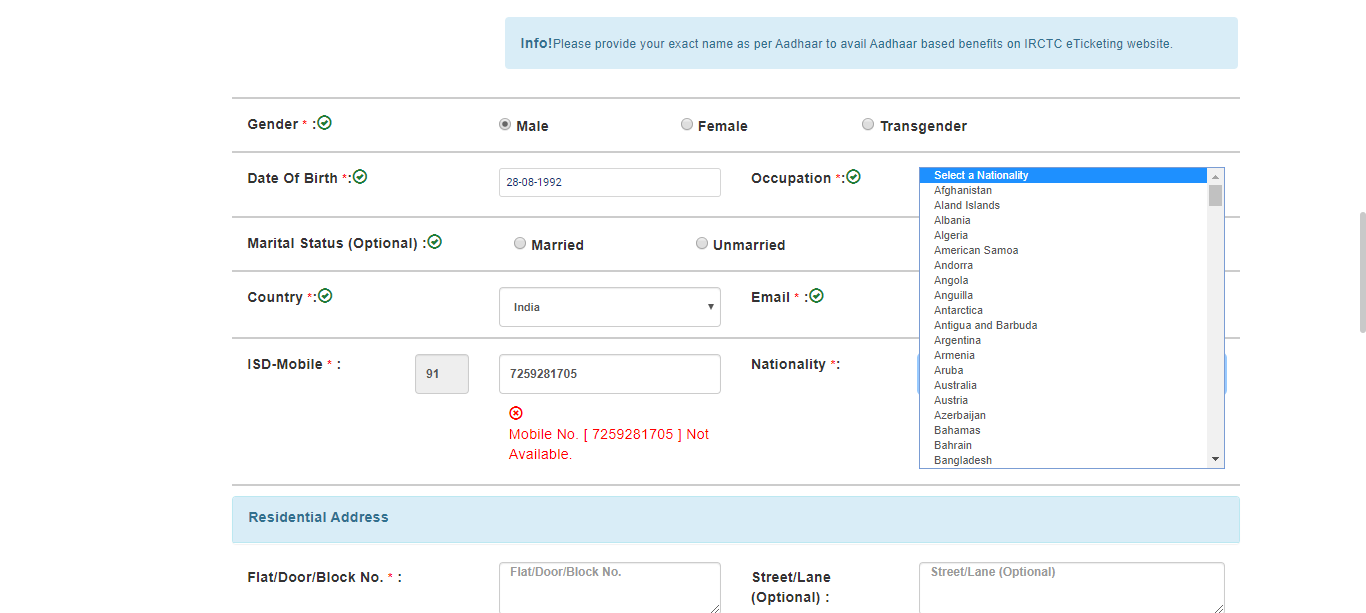 Info!Please provide your exact name as per Aadhaar to avail Aadhaar based benefits on IRCTC eTicketing website.
Gender * : Male Female Transgender
Date Of Birth *: 28-08-1992 Occupation *:
Marital Status (Optional) : Married Unmarried
Country *: India Email * :
ISD-Mobile * : 91 7259281705 Nationality *:
Mobile No. [ 7259281705 ] Not
Available.
Select a Nationality
Afghanistan
Aland Islands
Albania
Algeria
American Samoa
Andorra
Angola
Anguilla
Antarctica
Antigua and Barbuda
Argentina
Armenia
Aruba
Australia
Austria
Azerbaijan
Bahamas
Bahrain
Bangladesh
Residential Address
Flat/Door/Block No. * : Flat/Door/Block No. Street/Lane Street/Lane (Optional)
(Optional) :